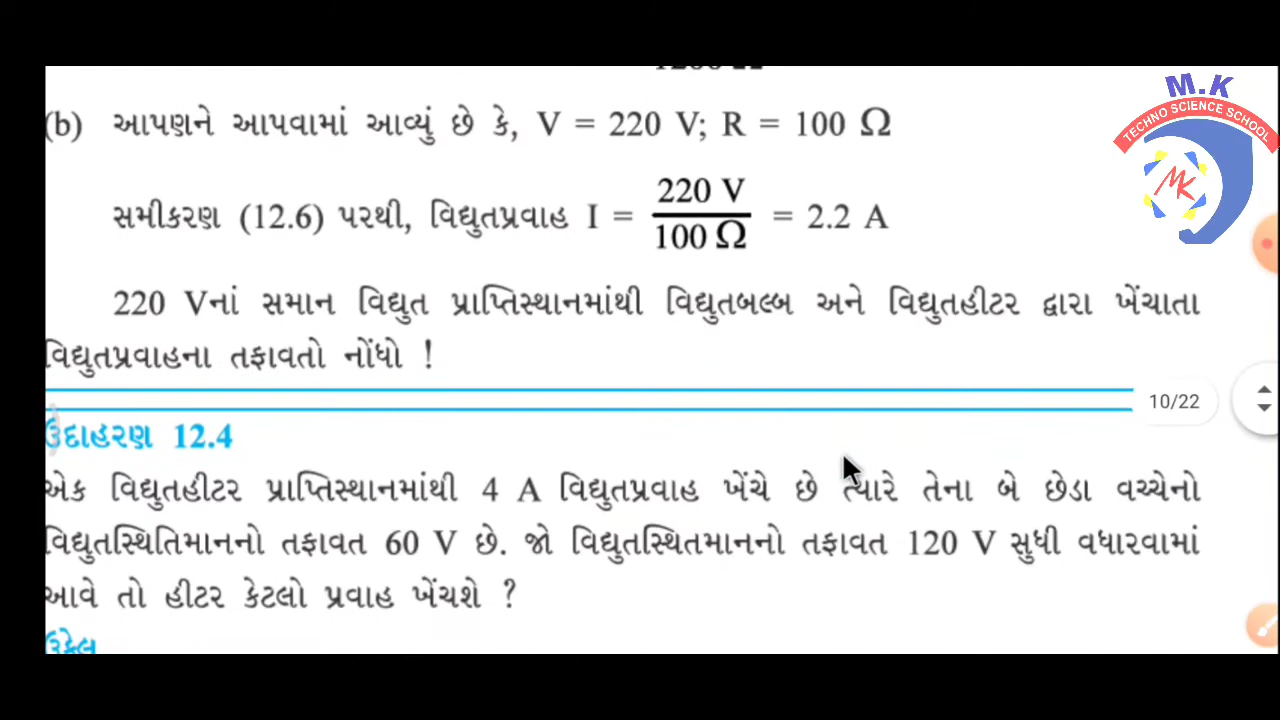 (b) આપણને આપવામાં આવ્યું છે કે, V = 220 V; R = 100 Ω
સમીકરણ (12.6) પરથી, વિદ્યુતપ્રવાહ I = 220 V / 100 Ω = 2.2 A
220 Vનાં સમાન વિદ્યુત પ્રાપ્તિસ્થાનમાંથી વિદ્યુતબલ્બ અને વિદ્યુતહીટર દ્વારા ખેંચાતા
વિદ્યુતપ્રવાહના તફાવતો નોંધો !
ઉદાહરણ 12.4
એક વિદ્યુતહીટર પ્રાપ્તિસ્થાનમાંથી 4 A વિદ્યુતપ્રવાહ ખેંચે છે ત્યારે તેના બે છેડા વચ્ચેનો
વિદ્યુતસ્થિતિમાનનો તફાવત 60 V છે. જો વિદ્યુતસ્થિતમાનનો તફાવત 120 V સુધી વધારવામાં
આવે તો હીટર કેટલો પ્રવાહ ખેંચશે ?
ઉકેલ
M.K
TECHNO SCIENCE SCHOOL
MK
10/22